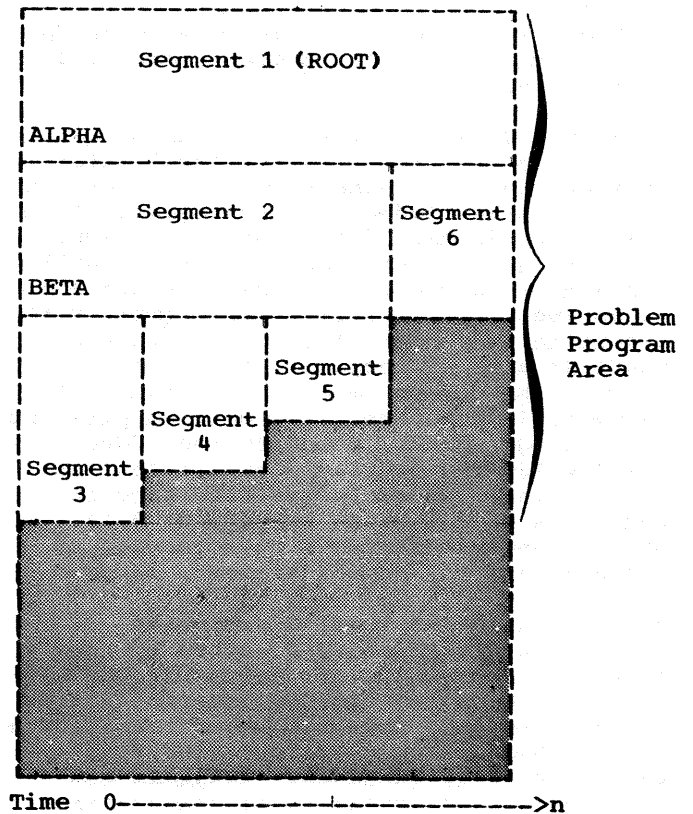 Segment 1 (ROOT)
ALPHA
Segment 2
Segment
6
BETA
Problem
Program
Area
Segment
5
Segment
4
Segment
3
Time 0------------------------------>n